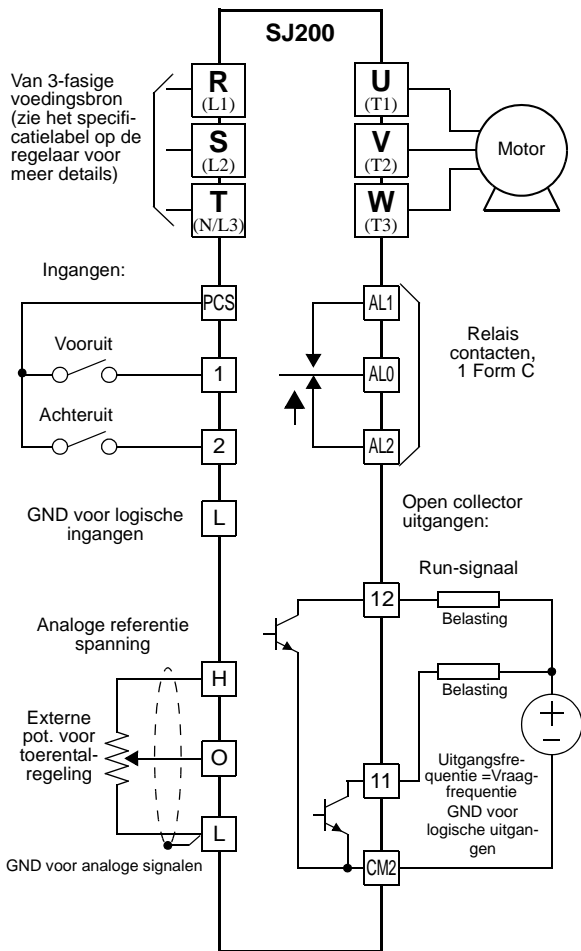 SJ200
Van 3-fasige
voedingsbron
(zie het specifi-
catielabel op de
regelaar voor
meer details)
R
(L1)
S
(L2)
T
(N/L3)
U
(T1)
V
(T2)
W
(T3)
Motor
Ingangen:
PCS
Vooruit
1
Achteruit
2
GND voor logische
ingangen
L
AL1
AL0
AL2
Relais
contacten,
1 Form C
Open collector
uitgangen:
Run-signaal
12
Belasting
Belasting
11
Uitgangsfre-
quentie =Vraag-
frequentie
GND voor
logische uitgan-
gen
CM2
+
−
Analoge referentie
spanning
H
Externe
pot. voor
toerental-
regeling
O
L
GND voor analoge signalen